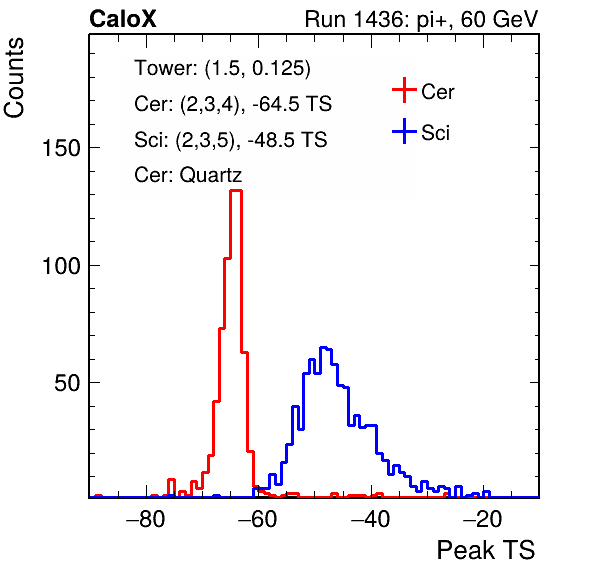 CaloX Run 1436: pi+, 60 GeV
Counts
Tower: (1.5, 0.125)
Cer: (2,3,4), -64.5 TS
Sci: (2,3,5), -48.5 TS
Cer: Quartz
Cer
Sci
150
100
50
−80 −60 −40 −20
Peak TS